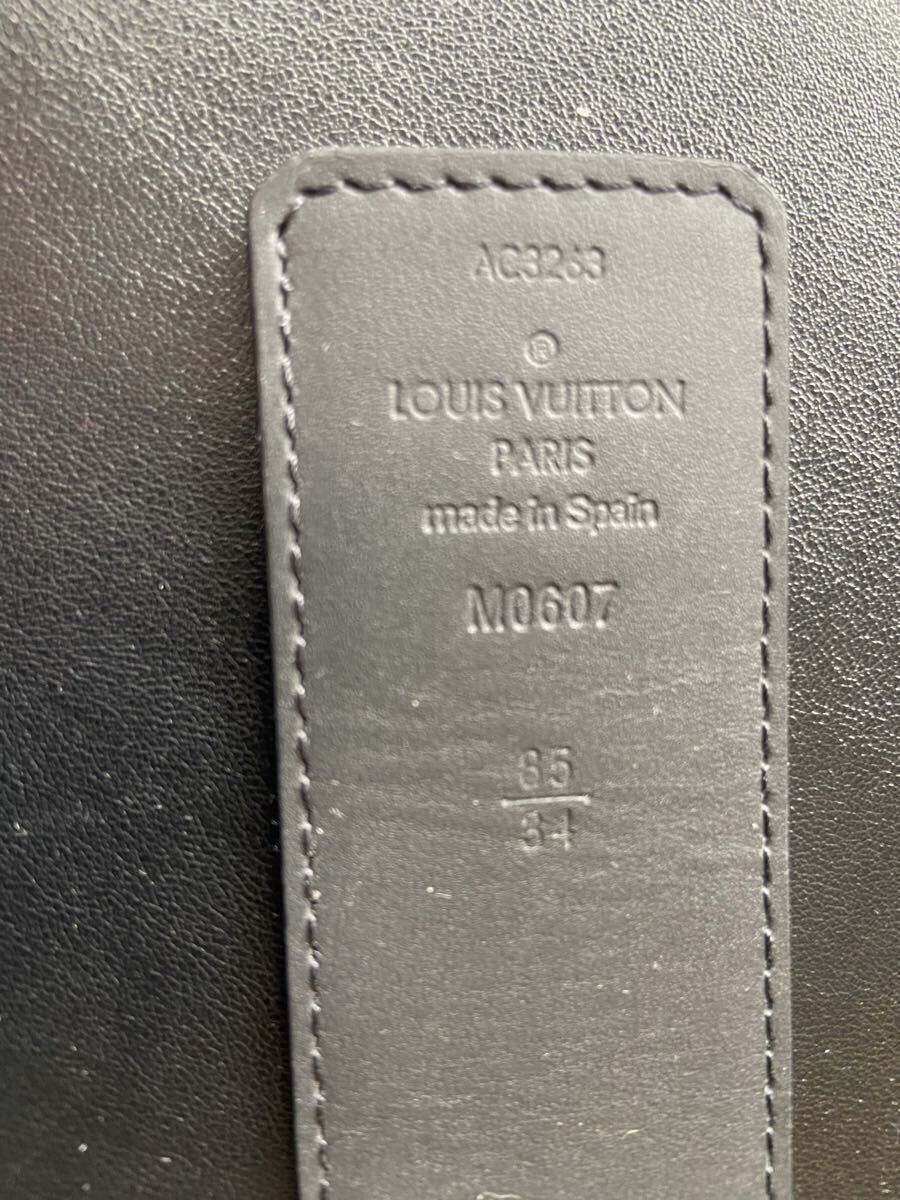 AC3263
®
LOUIS VUITTON
PARIS
made in Spain
M0607
85
34